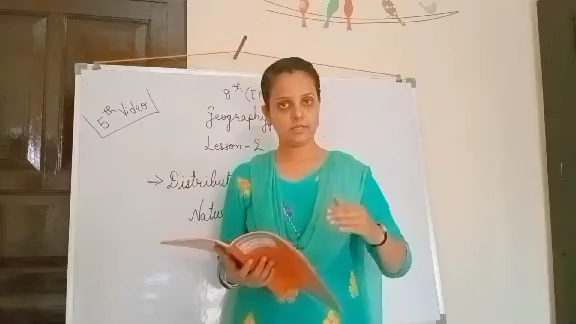 5th Video
8th (I
Geography
Lesson - 2
→ Distribut
Natu